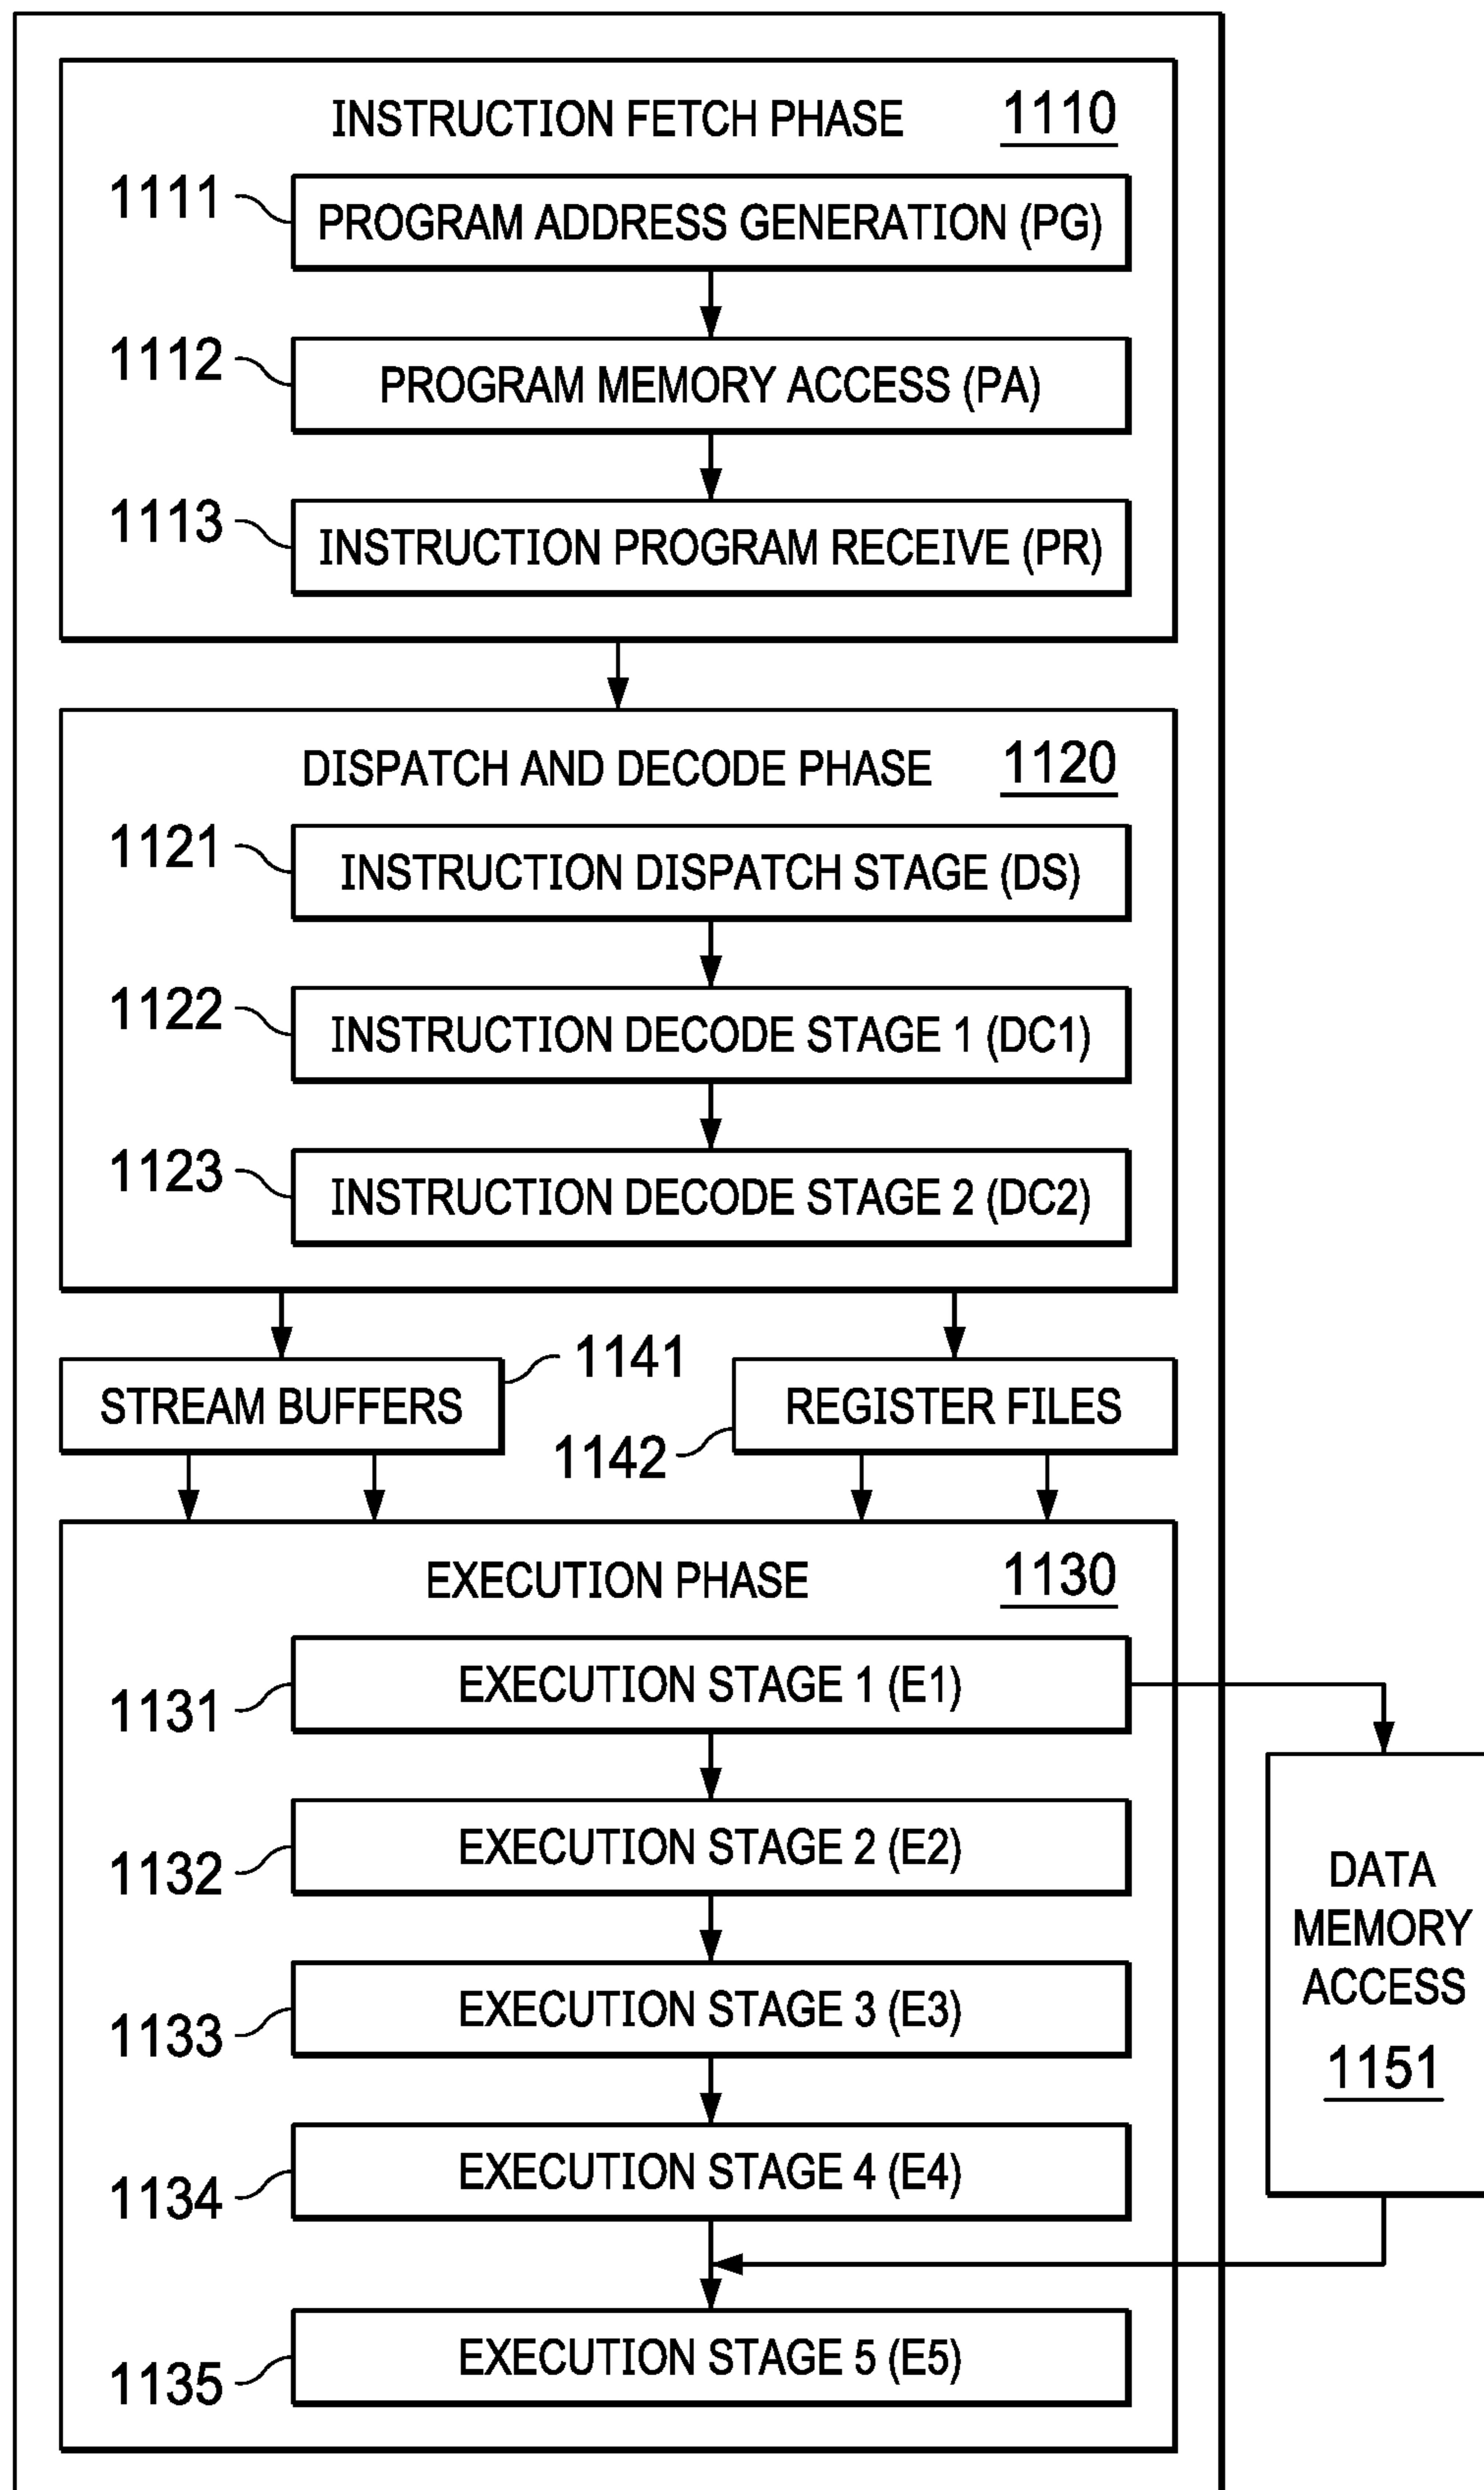 INSTRUCTION FETCH PHASE 1110
1111 PROGRAM ADDRESS GENERATION (PG)
1112 PROGRAM MEMORY ACCESS (PA)
1113 INSTRUCTION PROGRAM RECEIVE (PR)
DISPATCH AND DECODE PHASE 1120
1121 INSTRUCTION DISPATCH STAGE (DS)
1122 INSTRUCTION DECODE STAGE 1 (DC1)
1123 INSTRUCTION DECODE STAGE 2 (DC2)
STREAM BUFFERS 1141
1142 REGISTER FILES
EXECUTION PHASE 1130
1131 EXECUTION STAGE 1 (E1)
1132 EXECUTION STAGE 2 (E2)
1133 EXECUTION STAGE 3 (E3)
1134 EXECUTION STAGE 4 (E4)
1135 EXECUTION STAGE 5 (E5)
DATA
MEMORY
ACCESS
1151